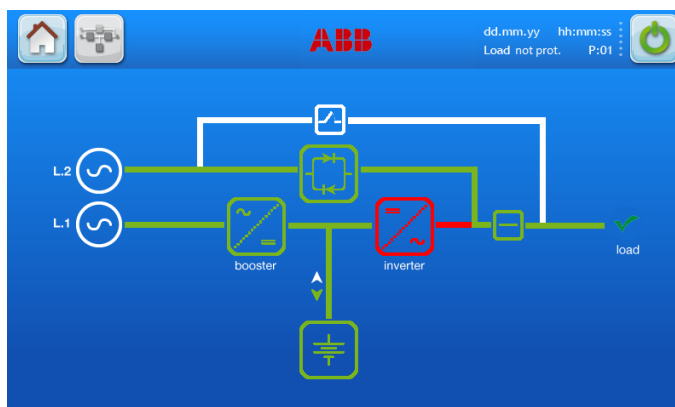 ABB
dd.mm.yy hh:mm:ss
Load not prot. P:01
L.2
L.1
booster
inverter
load